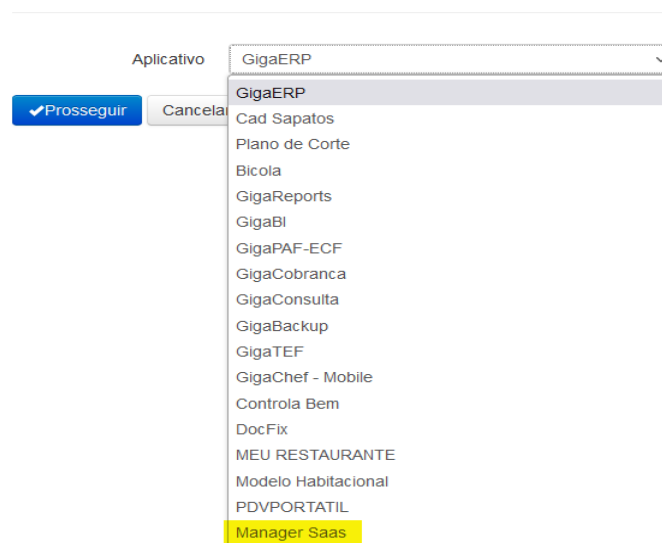 Aplicativo GigaERP
GigaERP
✔Prosseguir Cancelar
Cad Sapatos
Plano de Corte
Bicola
GigaReports
GigaBI
GigaPAF-ECF
GigaCobranca
GigaConsulta
GigaBackup
GigaTEF
GigaChef - Mobile
Controla Bem
DocFix
MEU RESTAURANTE
Modelo Habitacional
PDVPORTATIL
Manager Saas